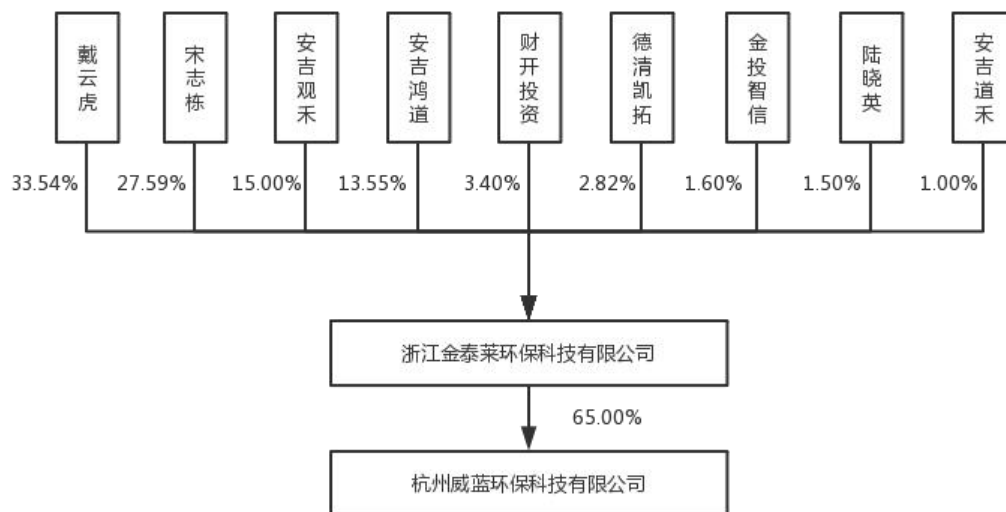 戴云虎
宋志栋
安吉观禾
安吉鸿道
财开投资
德清凯拓
金投智信
陆晓英
安吉道禾
33.54%
27.59%
15.00%
13.55%
3.40%
2.82%
1.60%
1.50%
1.00%
浙江金泰莱环保科技有限公司
65.00%
杭州威蓝环保科技有限公司